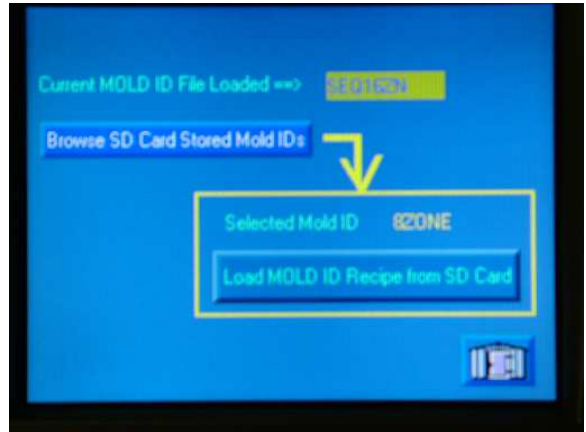 Current MOLD ID File Loaded ==> SEQ16ZN
Browse SD Card Stored Mold IDs
Selected Mold ID 8ZONE
Load MOLD ID Recipe from SD Card